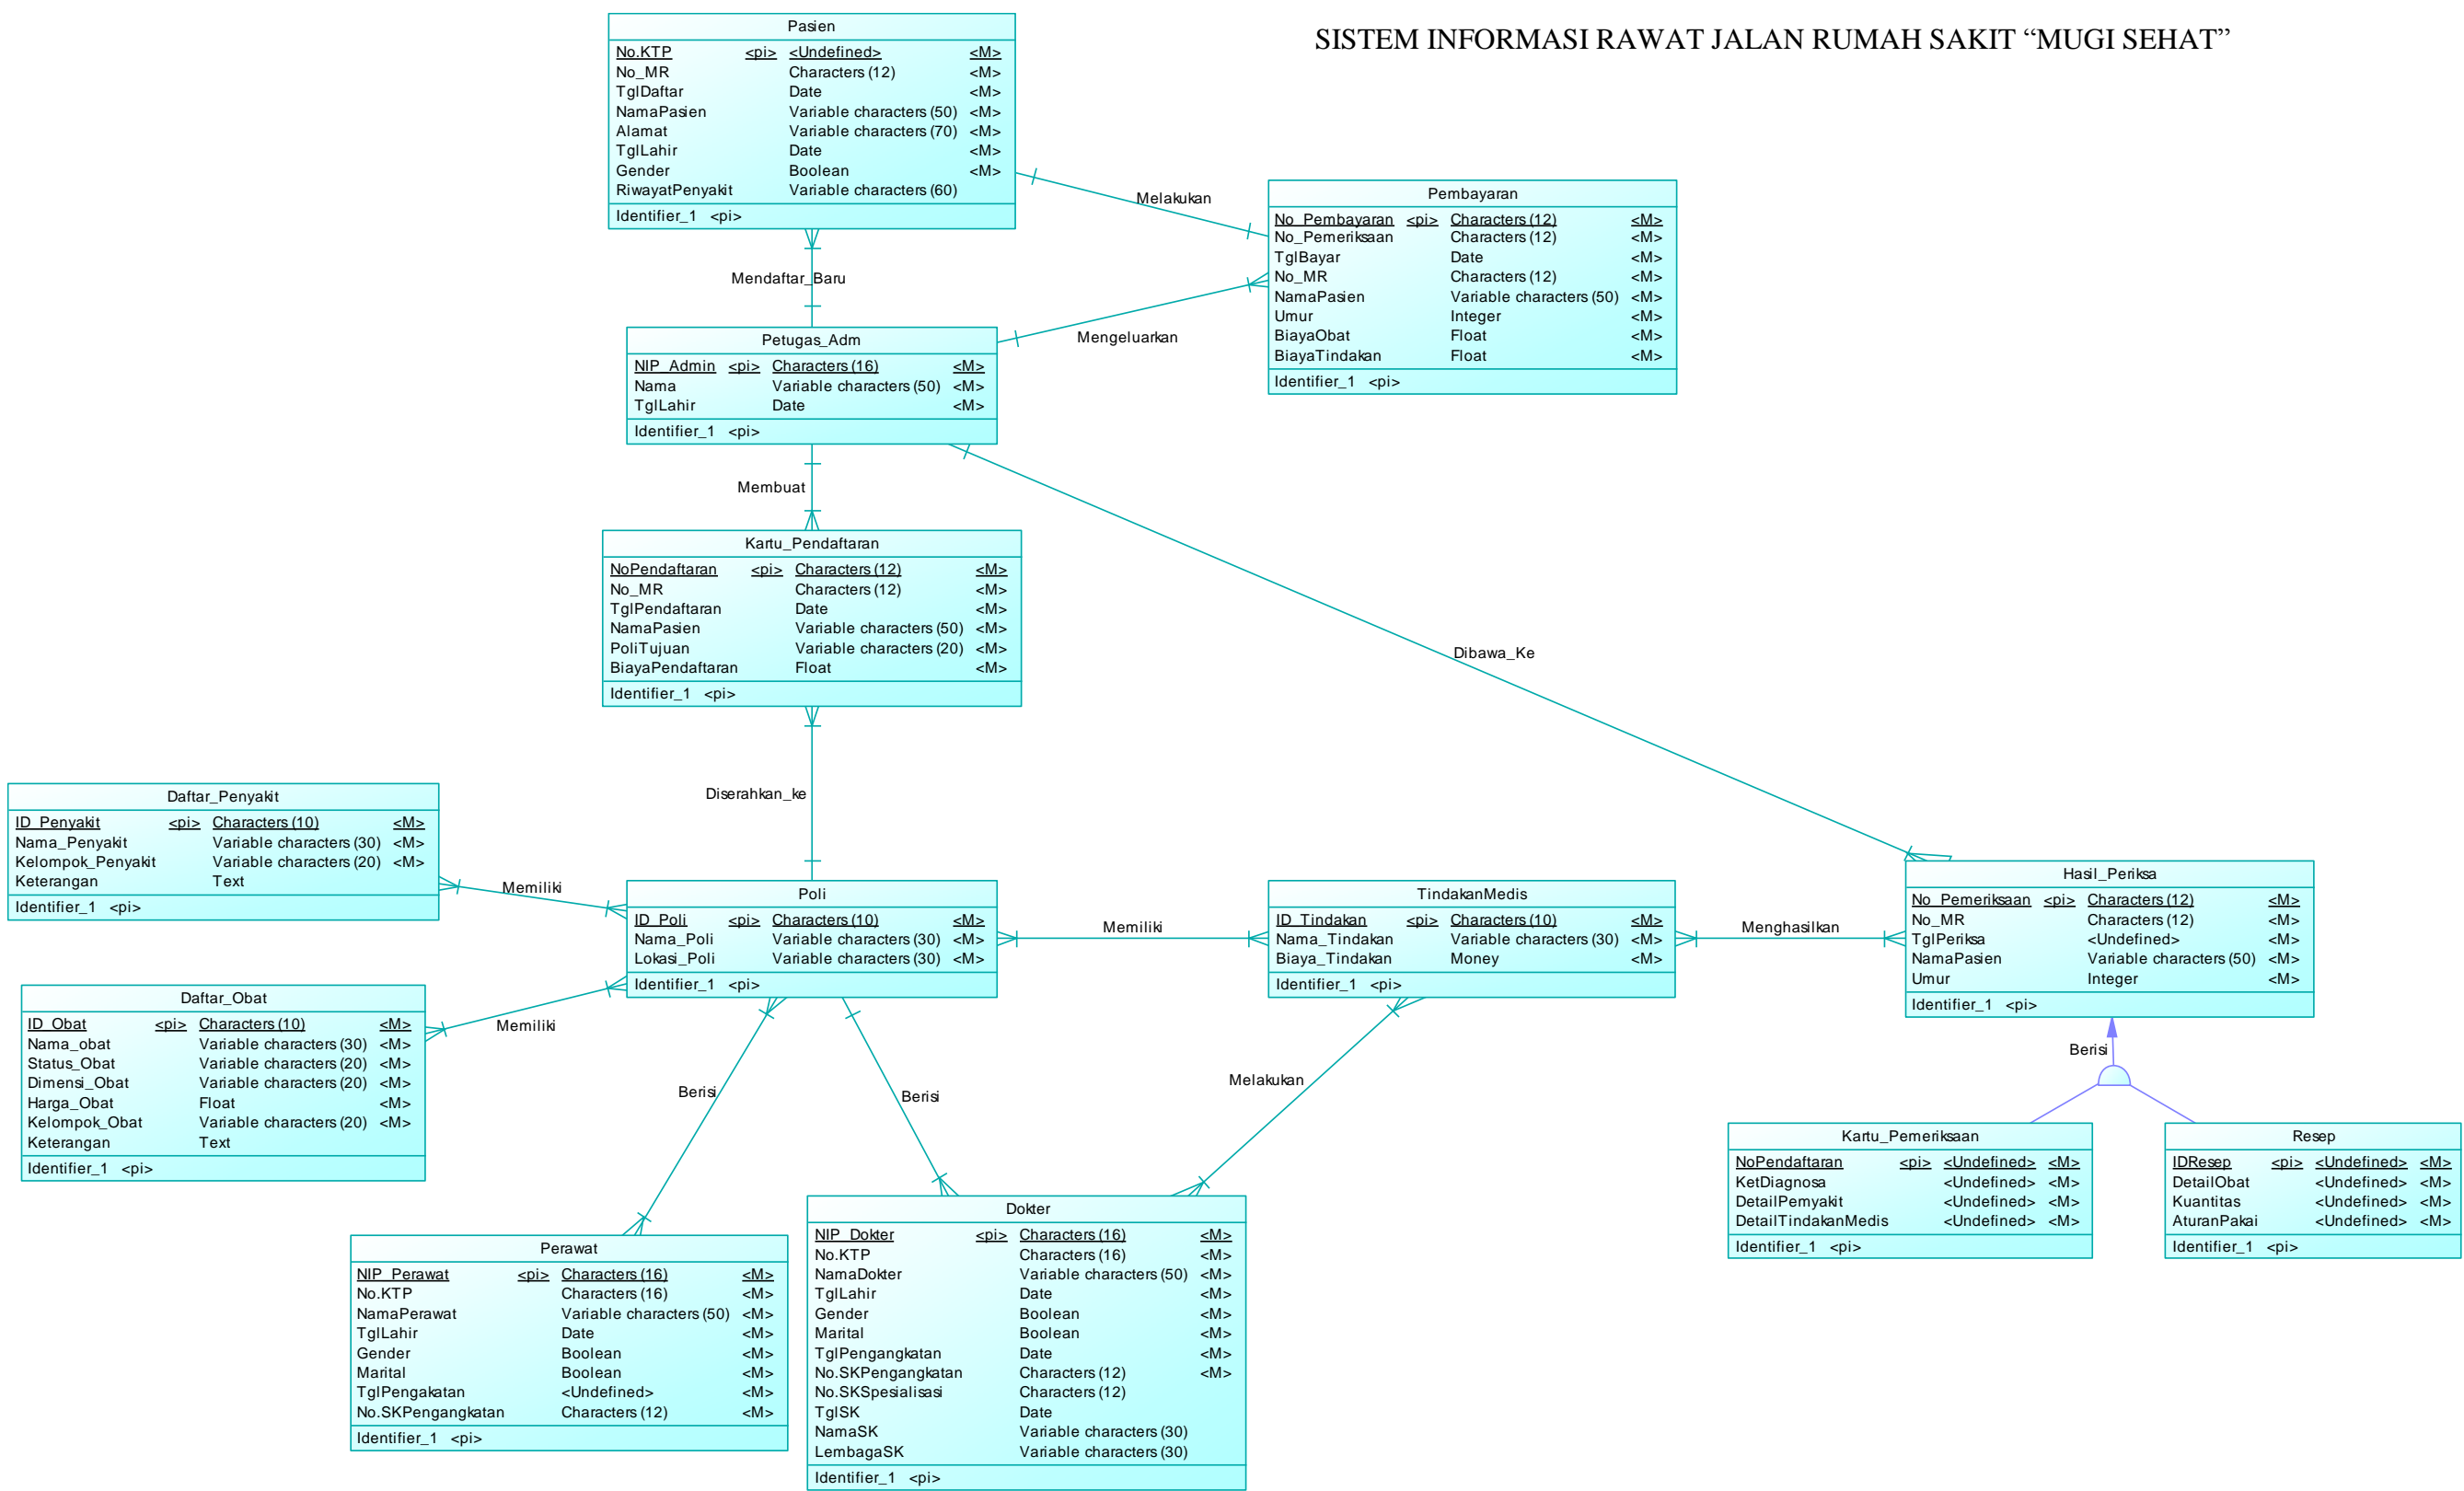 SISTEM INFORMASI RAWAT JALAN RUMAH SAKIT “MUGI SEHAT”
Pasien
No.KTP <pi> <Undefined> <M>
No_MR Characters (12) <M>
TglDaftar Date <M>
NamaPasien Variable characters (50) <M>
Alamat Variable characters (70) <M>
TglLahir Date <M>
Gender Boolean <M>
RiwayatPenyakit Variable characters (60)
Identifier_1 <pi>
Melakukan
Pembayaran
No_Pembayaran <pi> Characters (12) <M>
No_Pemeriksaan Characters (12) <M>
TglBayar Date <M>
No_MR Characters (12) <M>
NamaPasien Variable characters (50) <M>
Umur Integer <M>
BiayaObat Float <M>
BiayaTindakan Float <M>
Identifier_1 <pi>
Mendaftar_Baru
Mengeluarkan
Petugas_Adm
NIP_Admin <pi> Characters (16) <M>
Nama Variable characters (50) <M>
TglLahir Date <M>
Identifier_1 <pi>
Membuat
Kartu_Pendaftaran
NoPendaftaran <pi> Characters (12) <M>
No_MR Characters (12) <M>
TglPendaftaran Date <M>
NamaPasien Variable characters (50) <M>
PoliTujuan Variable characters (20) <M>
BiayaPendaftaran Float <M>
Identifier_1 <pi>
Dibawa_Ke
Diserahkan_ke
Daftar_Penyakit
ID_Penyakit <pi> Characters (10) <M>
Nama_Penyakit Variable characters (30) <M>
Kelompok_Penyakit Variable characters (20) <M>
Keterangan Text
Identifier_1 <pi>
Memiliki
Poli
ID_Poli <pi> Characters (10) <M>
Nama_Poli Variable characters (30) <M>
Lokasi_Poli Variable characters (30) <M>
Identifier_1 <pi>
Memiliki
TindakanMedis
ID_Tindakan <pi> Characters (10) <M>
Nama_Tindakan Variable characters (30) <M>
Biaya_Tindakan Money <M>
Identifier_1 <pi>
Menghasilkan
Hasil_Periksa
No_Pemeriksaan <pi> Characters (12) <M>
No_MR Characters (12) <M>
TglPeriksa <Undefined> <M>
NamaPasien Variable characters (50) <M>
Umur Integer <M>
Identifier_1 <pi>
Daftar_Obat
ID_Obat <pi> Characters (10) <M>
Nama_obat Variable characters (30) <M>
Status_Obat Variable characters (20) <M>
Dimensi_Obat Variable characters (20) <M>
Harga_Obat Float <M>
Kelompok_Obat Variable characters (20) <M>
Keterangan Text
Identifier_1 <pi>
Memiliki
Berisi
Berisi
Melakukan
Berisi
Kartu_Pemeriksaan
NoPendaftaran <pi> <Undefined> <M>
KetDiagnosa <Undefined> <M>
DetailPemyakit <Undefined> <M>
DetailTindakanMedis <Undefined> <M>
Identifier_1 <pi>
Resep
IDResep <pi> <Undefined> <M>
DetailObat <Undefined> <M>
Kuantitas <Undefined> <M>
AturanPakai <Undefined> <M>
Identifier_1 <pi>
Perawat
NIP_Perawat <pi> Characters (16) <M>
No.KTP Characters (16) <M>
NamaPerawat Variable characters (50) <M>
TglLahir Date <M>
Gender Boolean <M>
Marital Boolean <M>
TglPengakatan <Undefined> <M>
No.SKPengangkatan Characters (12) <M>
Identifier_1 <pi>
Dokter
NIP_Dokter <pi> Characters (16) <M>
No.KTP Characters (16) <M>
NamaDokter Variable characters (50) <M>
TglLahir Date <M>
Gender Boolean <M>
Marital Boolean <M>
TglPengangkatan Date <M>
No.SKPengangkatan Characters (12) <M>
No.SKSpesialisasi Characters (12)
TglSK Date
NamaSK Variable characters (30)
LembagaSK Variable characters (30)
Identifier_1 <pi>